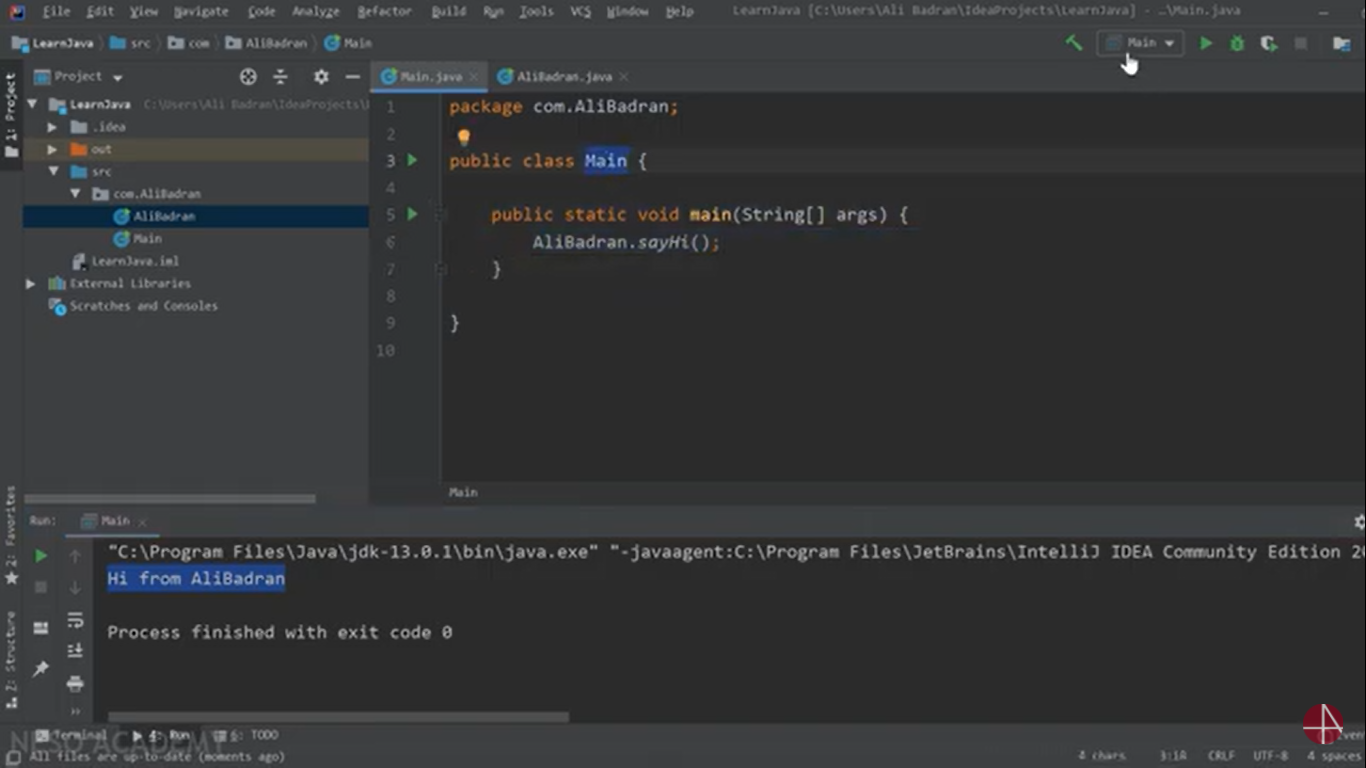 File Edit View Navigate Code Analyze Refactor Build Run Tools VCS Window Help LearnJava [C:\Users\Ali Badran\IdeaProjects\LearnJava] - ...\Main.java
LearnJava src com AliBadran Main
Main
1: Project
Project
Main.java
AliBadran.java
LearnJava C:\Users\Ali Badran\IdeaProjects\
.idea
out
src
com.AliBadran
AliBadran
Main
LearnJava.iml
External Libraries
Scratches and Consoles
1 package com.AliBadran;
2
3 public class Main {
4
5 public static void main(String[] args) {
6 AliBadran.sayHi();
7 }
8
9 }
10
Main
2: Favorites
Z: Structure
Run: Main
"C:\Program Files\Java\jdk-13.0.1\bin\java.exe" "-javaagent:C:\Program Files\JetBrains\IntelliJ IDEA Community Edition 20
Hi from AliBadran
Process finished with exit code 0
Terminal 4: Run 6: TODO
NESO ACADEMY
All files are up-to-date (moments ago)
4 chars 3:18 CRLF UTF-8 4 spaces